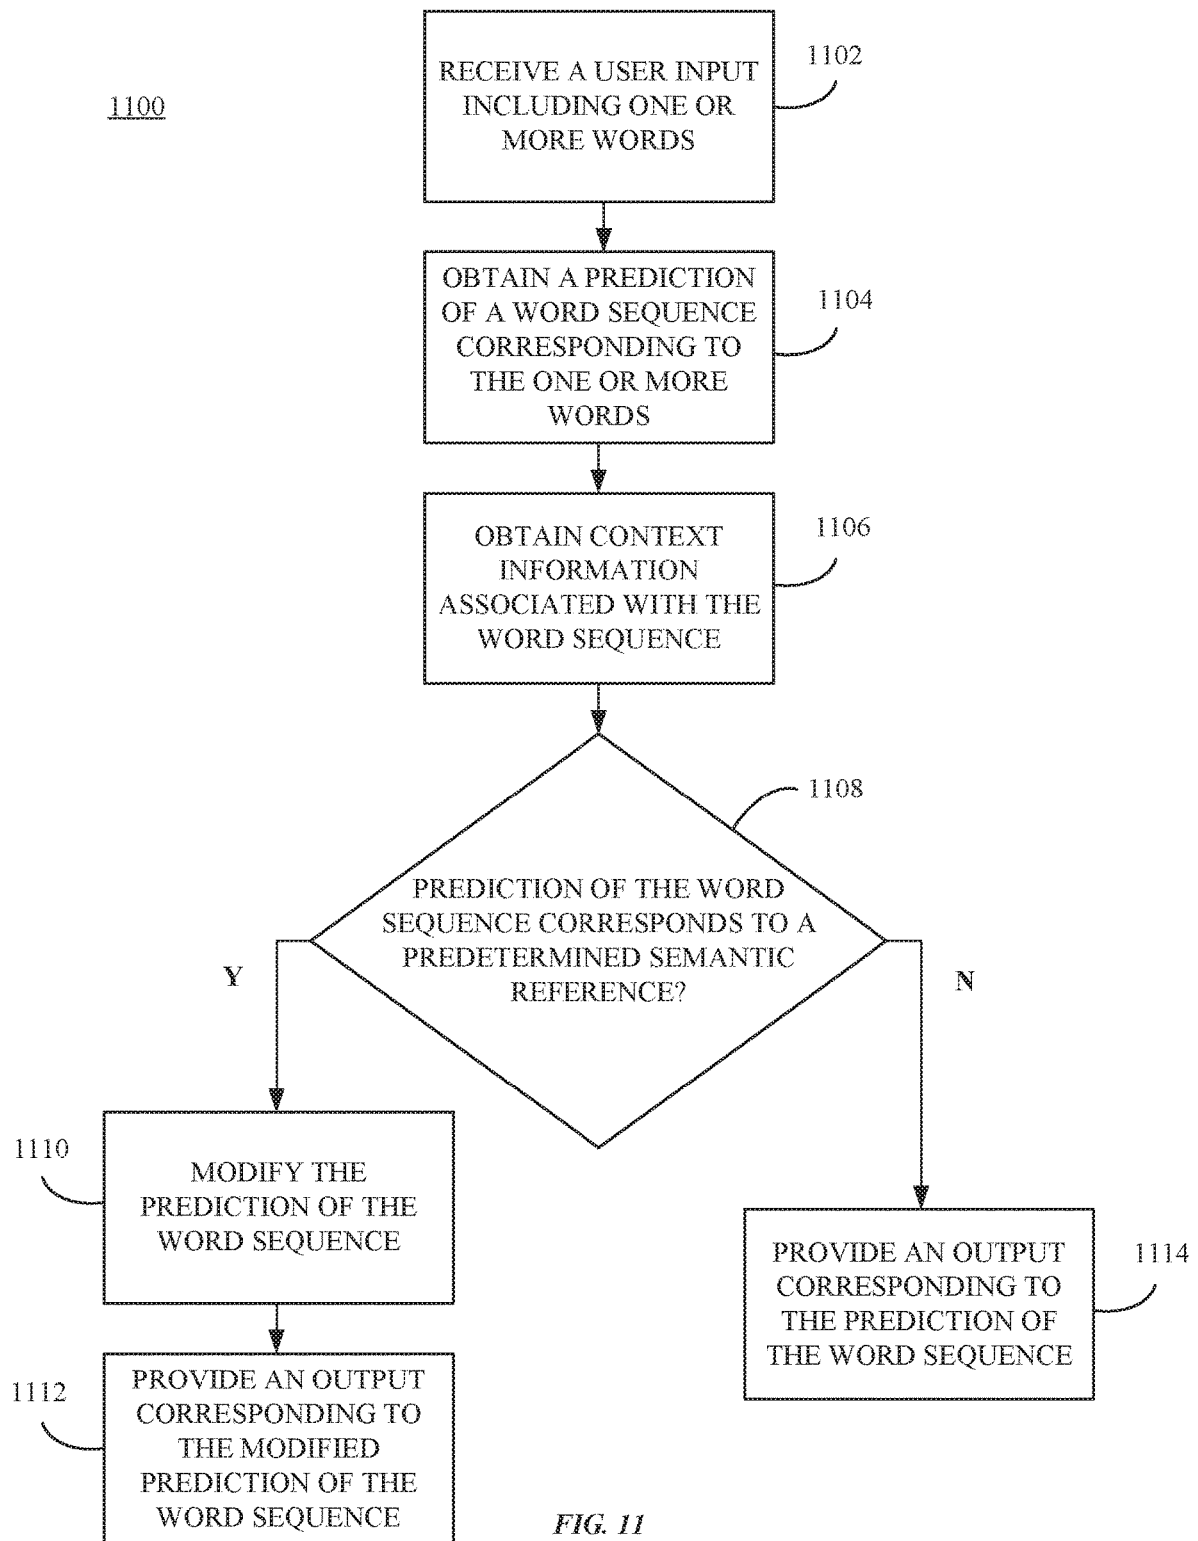 1100
RECEIVE A USER INPUT
INCLUDING ONE OR
MORE WORDS
1102
OBTAIN A PREDICTION
OF A WORD SEQUENCE
CORRESPONDING TO
THE ONE OR MORE
WORDS
1104
OBTAIN CONTEXT
INFORMATION
ASSOCIATED WITH THE
WORD SEQUENCE
1106
1108
PREDICTION OF THE WORD
SEQUENCE CORRESPONDS TO A
PREDETERMINED SEMANTIC
REFERENCE?
Y
N
1110
MODIFY THE
PREDICTION OF THE
WORD SEQUENCE
1112
PROVIDE AN OUTPUT
CORRESPONDING TO
THE MODIFIED
PREDICTION OF THE
WORD SEQUENCE
PROVIDE AN OUTPUT
CORRESPONDING TO
THE PREDICTION OF
THE WORD SEQUENCE
1114
FIG. 11